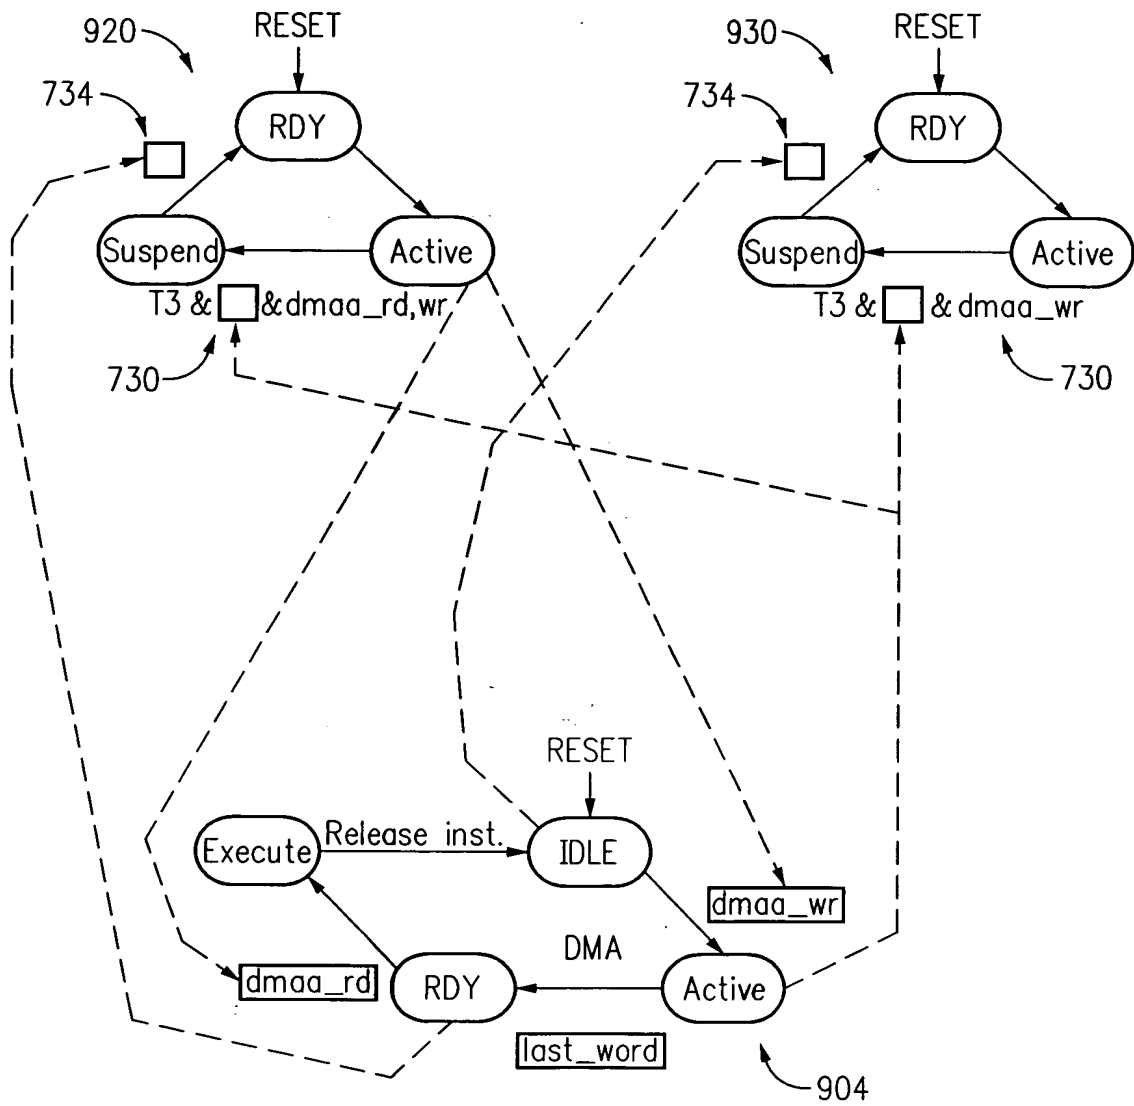 920
RESET
930
RESET
734
RDY
734
RDY
Suspend
Active
Suspend
Active
T3 & &dmaa_rd,wr
T3 & & dmaa_wr
730
730
RESET
Execute
Release inst.
IDLE
dmaa_wr
DMA
dmaa_rd
RDY
Active
last_word
904